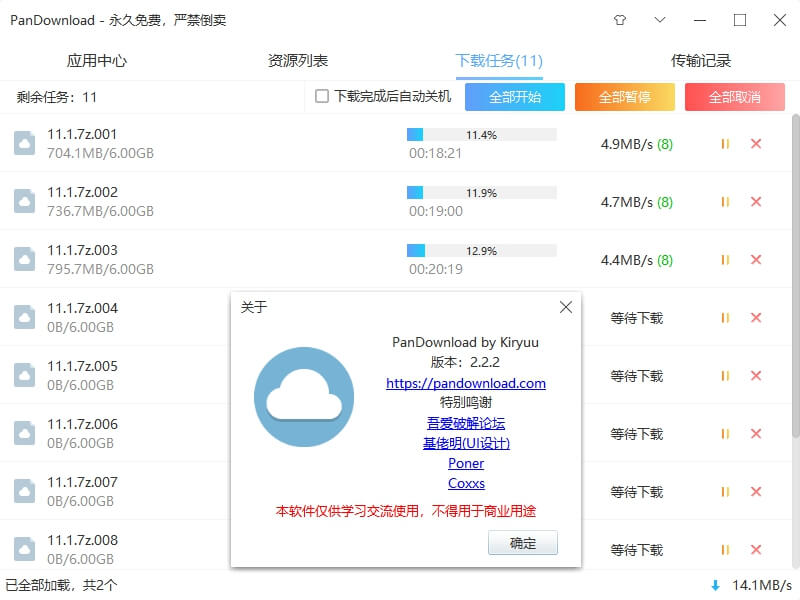 PanDownload - 永久免费，严禁倒卖
应用中心 资源列表 下载任务(11) 传输记录
剩余任务：11 下载完成后自动关机 全部开始 全部暂停 全部取消
11.1.7z.001 11.4% 4.9MB/s (8)
704.1MB/6.00GB 00:18:21
11.1.7z.002 11.9% 4.7MB/s (8)
736.7MB/6.00GB 00:19:00
11.1.7z.003 12.9% 4.4MB/s (8)
795.7MB/6.00GB 00:20:19
11.1.7z.004 等待下载
0B/6.00GB
11.1.7z.005 等待下载
0B/6.00GB
11.1.7z.006 等待下载
0B/6.00GB
11.1.7z.007 等待下载
0B/6.00GB
11.1.7z.008 等待下载
0B/6.00GB
关于
PanDownload by Kiryuu
版本：2.2.2
https://pandownload.com
特别鸣谢
吾爱破解论坛
基佬明(UI设计)
Poner
Coxxs
本软件仅供学习交流使用，不得用于商业用途
确定
已全部加载，共2个 14.1MB/s